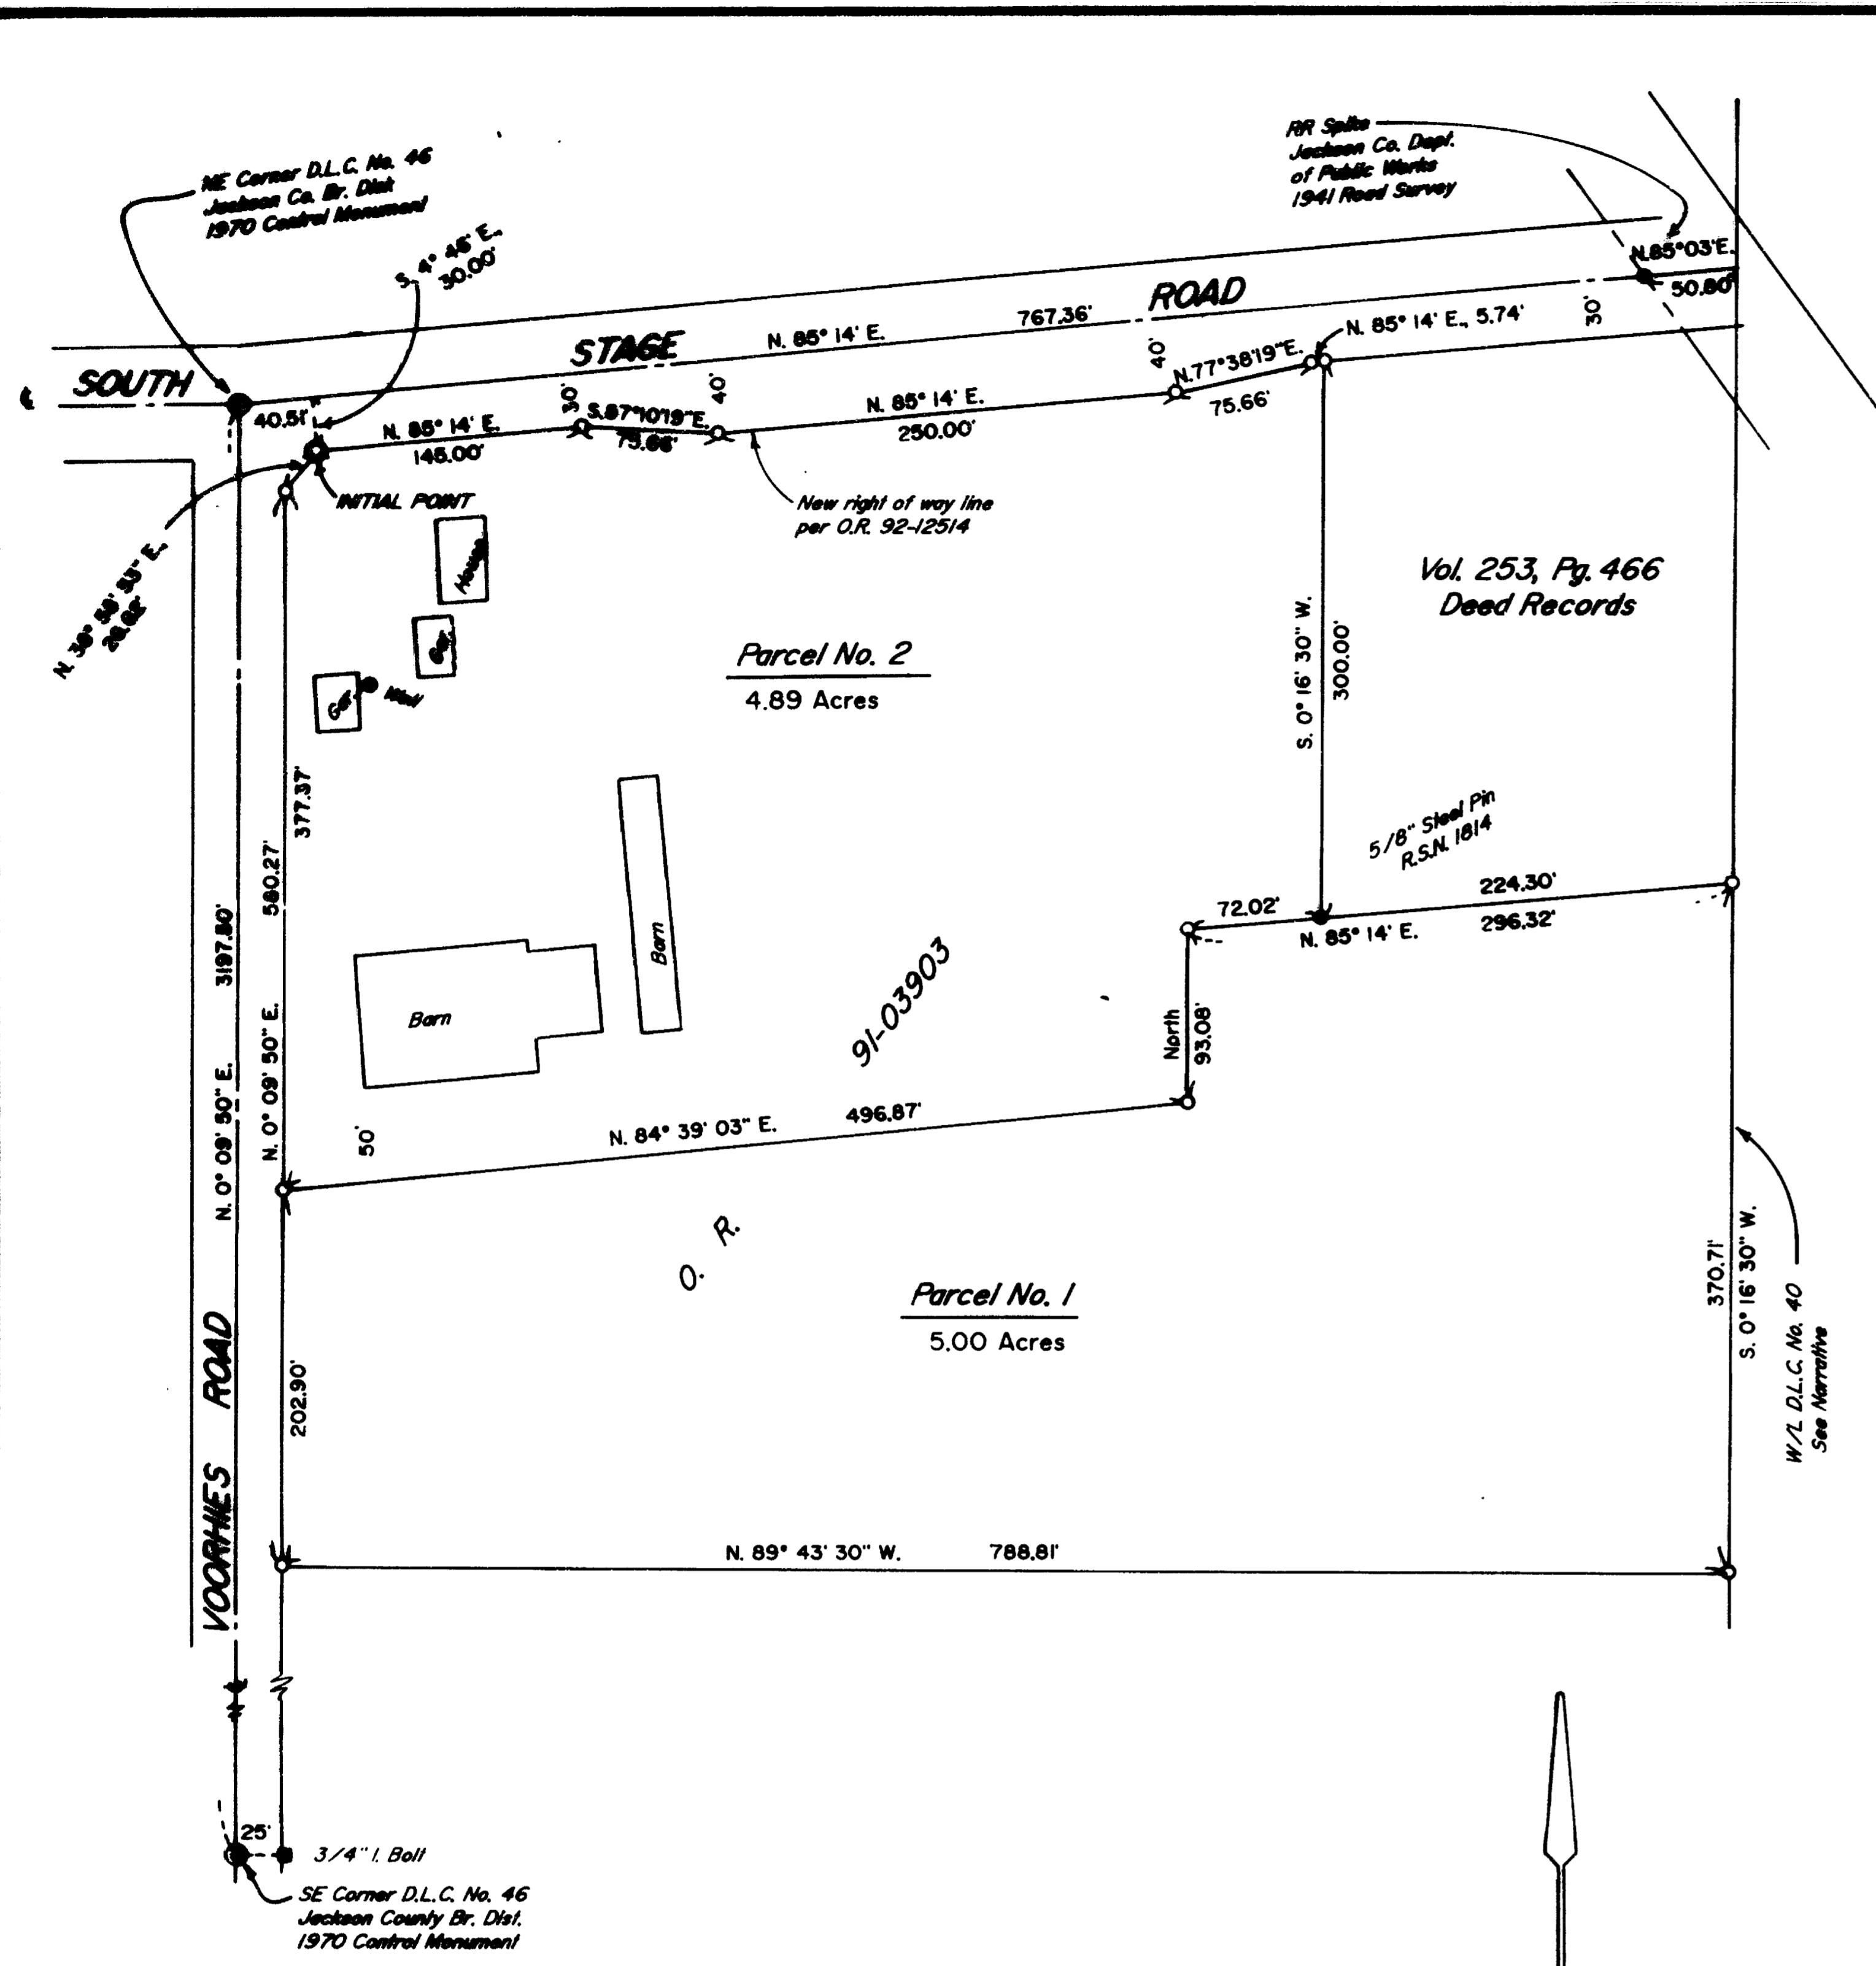 NE Corner D.L.C. No. 46
Jackson Co. Br. Disk
1970 Control Monument
S. 4° 46' E.,
30.00'
RR Spike
Jackson Co. Dept.
of Public Works
1941 Road Survey
N.85°03'E.
50.80'
SOUTH STAGE ROAD
N. 85° 14' E. 767.36'
30'
N. 85° 14' E., 5.74'
40'
N.77°38'19"E.
75.66'
40.51'
N. 85° 14' E.
145.00'
30'
S.87°10'19"E.
75.66'
40'
N. 85° 14' E.
250.00'
INITIAL POINT
New right of way line
per O.R. 92-12514
E.
House
Gar.
Gar.
Well
Vol. 253, Pg. 466
Deed Records
Parcel No. 2
4.89 Acres
S. 0° 16' 30" W.
300.00'
377.37'
5/8" Steel Pin
R.S.N. 1814
224.30'
72.02'
N. 85° 14' E.
296.32'
N. 0° 09' 50" E. 3197.80'
N. 0° 09' 50" E. 580.27'
Barn
Barn
O. R. 91-03903
North
93.08'
50'
N. 84° 39' 03" E. 496.87'
Parcel No. 1
5.00 Acres
370.71'
S. 0° 16' 30" W.
W/L D.L.C. No. 40
See Narrative
202.90'
VOORHIES ROAD
N. 89° 43' 30" W. 788.81'
25'
3/4" I. Bolt
SE Corner D.L.C. No. 46
Jackson County Br. Dist.
1970 Control Monument